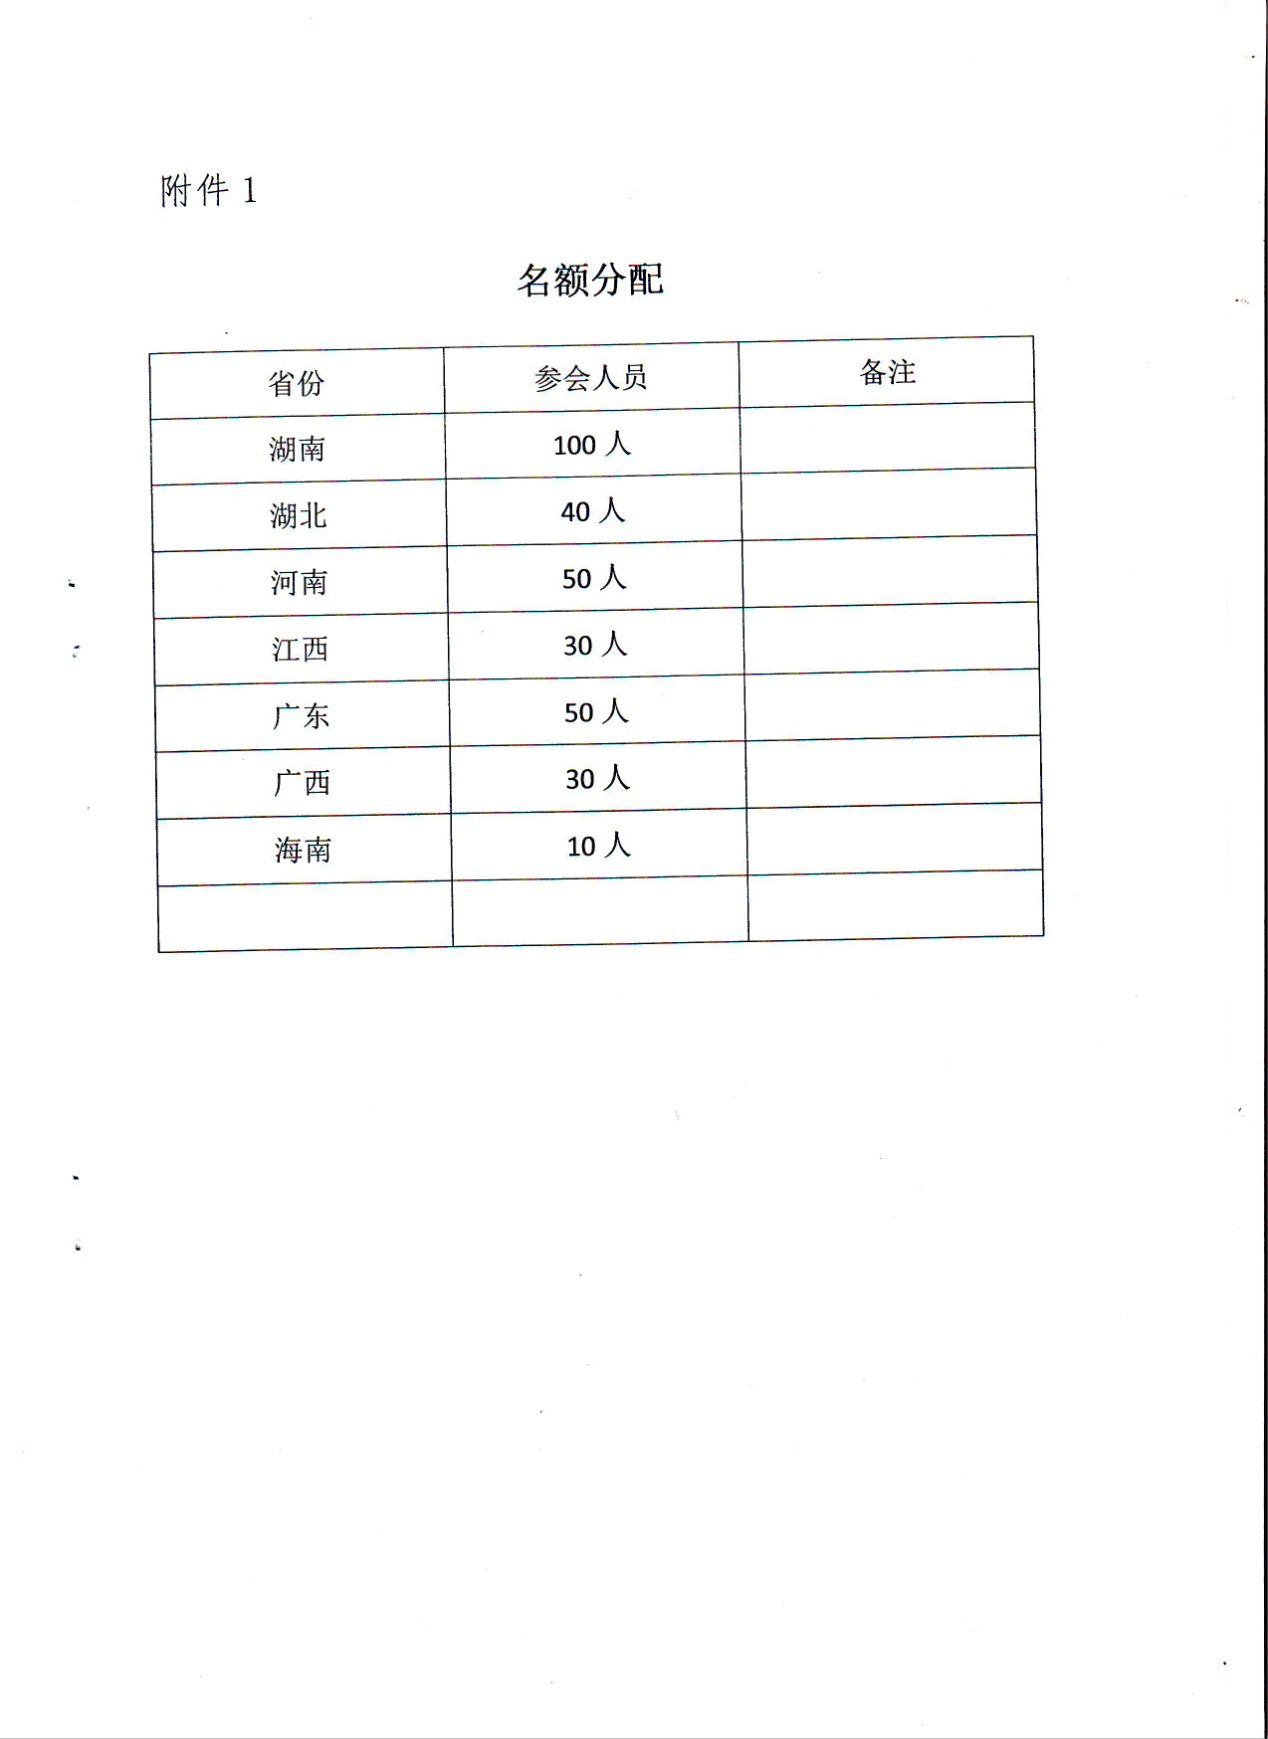 附件 1
名额分配
省份 参会人员 备注
湖南 100 人
湖北 40 人
河南 50 人
江西 30 人
广东 50 人
广西 30 人
海南 10 人